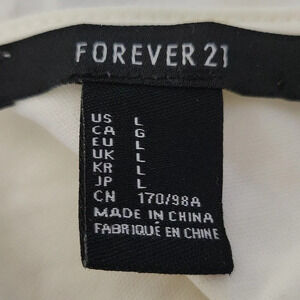 FOREVER 21
US L
CA G
EU L
UK L
KR L
JP L
CN 170/98A
MADE IN CHINA
FABRIQUÉ EN CHINE